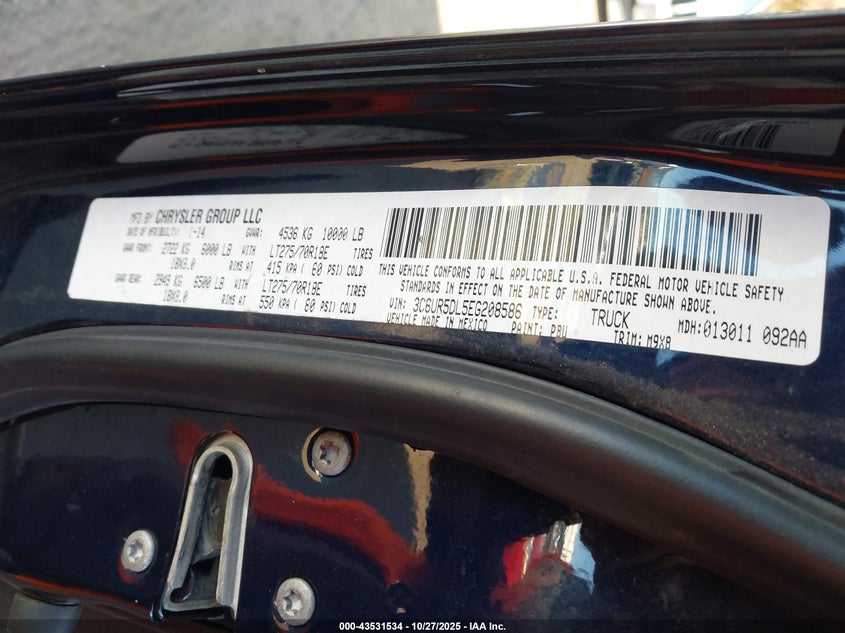 MFD BY CHRYSLER GROUP LLC
DATE OF MFR(BUILT): 1-14 GVWR: 4536 KG 10000 LB
GAWR FRONT: 2722 KG 6000 LB WITH LT275/70R18E TIRES
18X8.0 RIMS AT 415 KPA ( 60 PSI) COLD
GAWR REAR: 2949 KG 6500 LB WITH LT275/70R18E TIRES
18X8.0 RIMS AT 550 KPA ( 80 PSI) COLD
THIS VEHICLE CONFORMS TO ALL APPLICABLE U.S.A. FEDERAL MOTOR VEHICLE SAFETY
STANDARDS IN EFFECT ON THE DATE OF MANUFACTURE SHOWN ABOVE.
VIN: 3C6UR5DL5EG208586 TYPE: TRUCK MDH: 013011 092AA
VEHICLE MADE IN MEXICO PAINT: PBU TRIM: M9X8
000-43531534 - 10/27/2025 - IAA Inc.